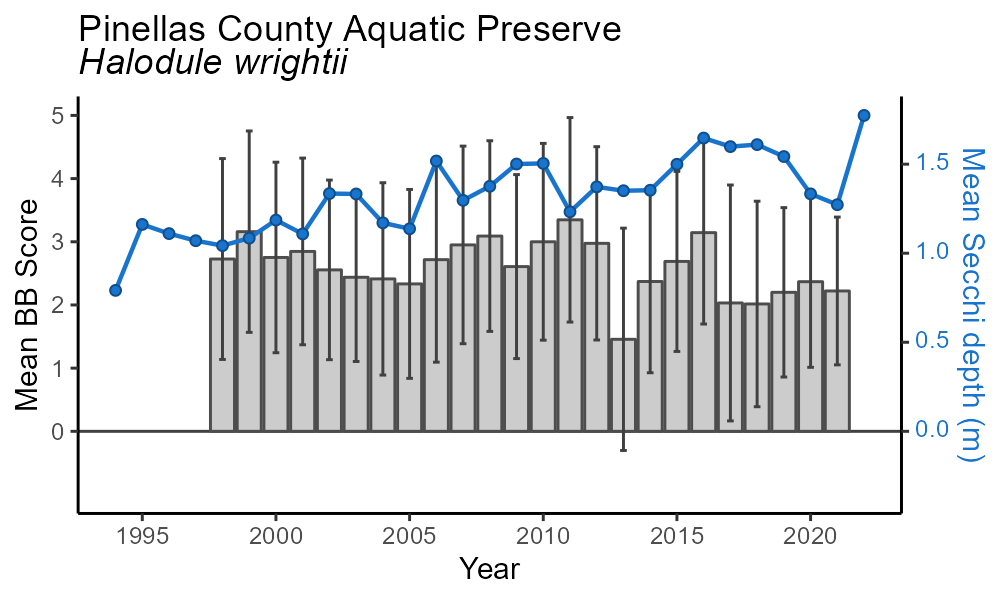 Pinellas County Aquatic Preserve
Halodule wrightii
Mean BB Score
5
4
3
2
1
0
1.5
1.0
0.5
0.0
Mean Secchi depth (m)
1995 2000 2005 2010 2015 2020
Year